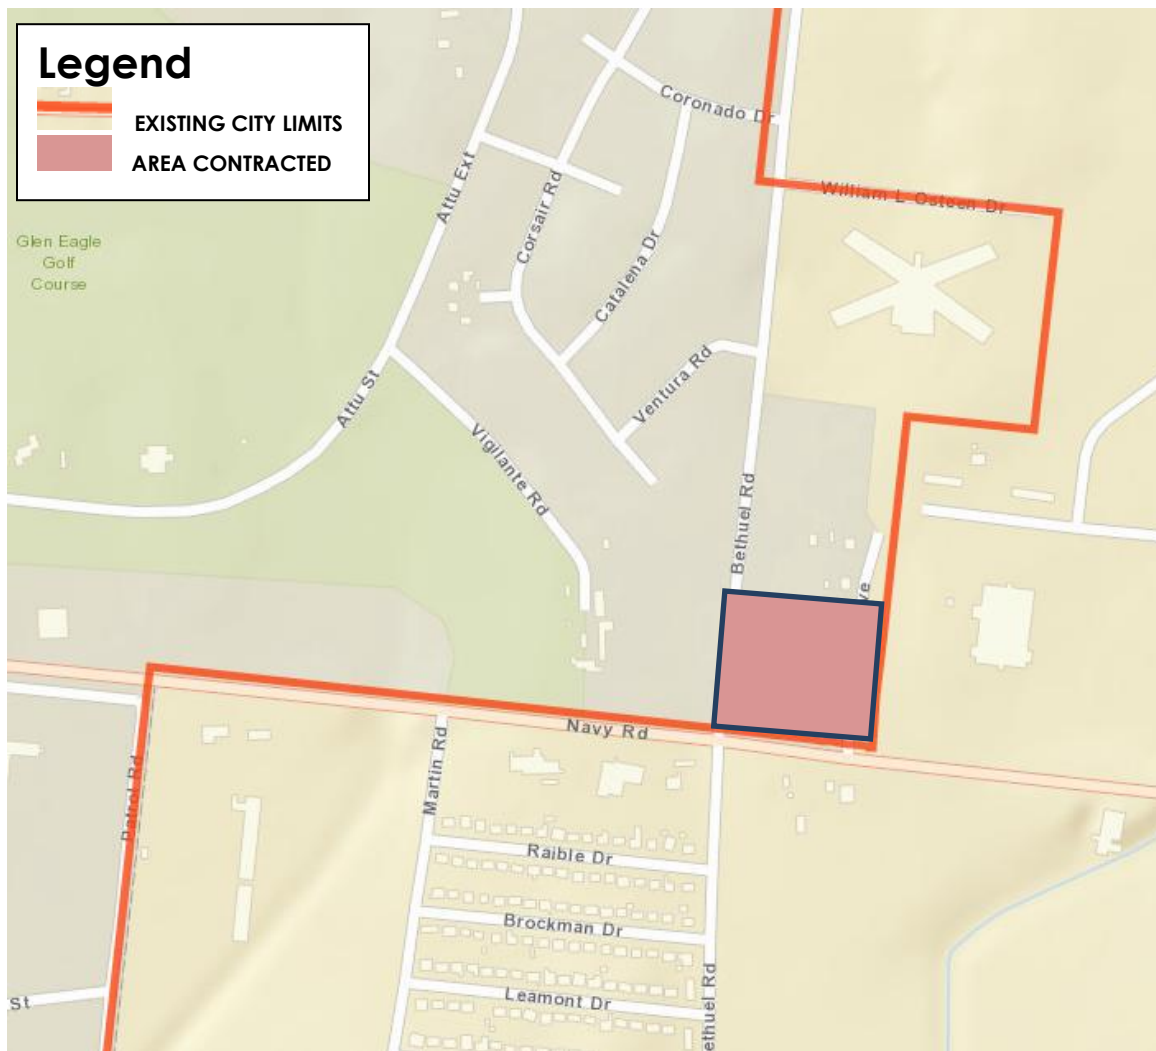 Legend
EXISTING CITY LIMITS
AREA CONTRACTED
Coronado Dr
William L Osteen Dr
Attu Ext
Corsair Rd
Glen Eagle
Golf
Course
Catalena Dr
Ventura Rd
Attu St
Vigilante Rd
Bethuel Rd
ve
Navy Rd
Patrol Rd
Martin Rd
Raible Dr
Brockman Dr
Leamont Dr
St
ethuel Rd